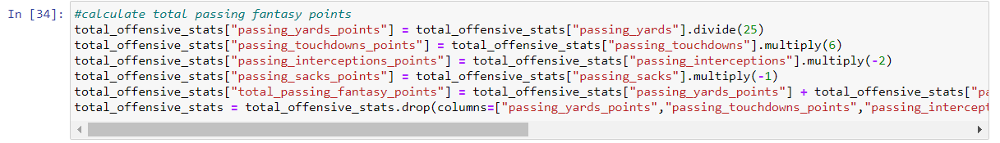 In [34]:
#calculate total passing fantasy points
total_offensive_stats["passing_yards_points"] = total_offensive_stats["passing_yards"].divide(25)
total_offensive_stats["passing_touchdowns_points"] = total_offensive_stats["passing_touchdowns"].multiply(6)
total_offensive_stats["passing_interceptions_points"] = total_offensive_stats["passing_interceptions"].multiply(-2)
total_offensive_stats["passing_sacks_points"] = total_offensive_stats["passing_sacks"].multiply(-1)
total_offensive_stats["total_passing_fantasy_points"] = total_offensive_stats["passing_yards_points"] + total_offensive_stats["pa
total_offensive_stats = total_offensive_stats.drop(columns=["passing_yards_points","passing_touchdowns_points","passing_intercept